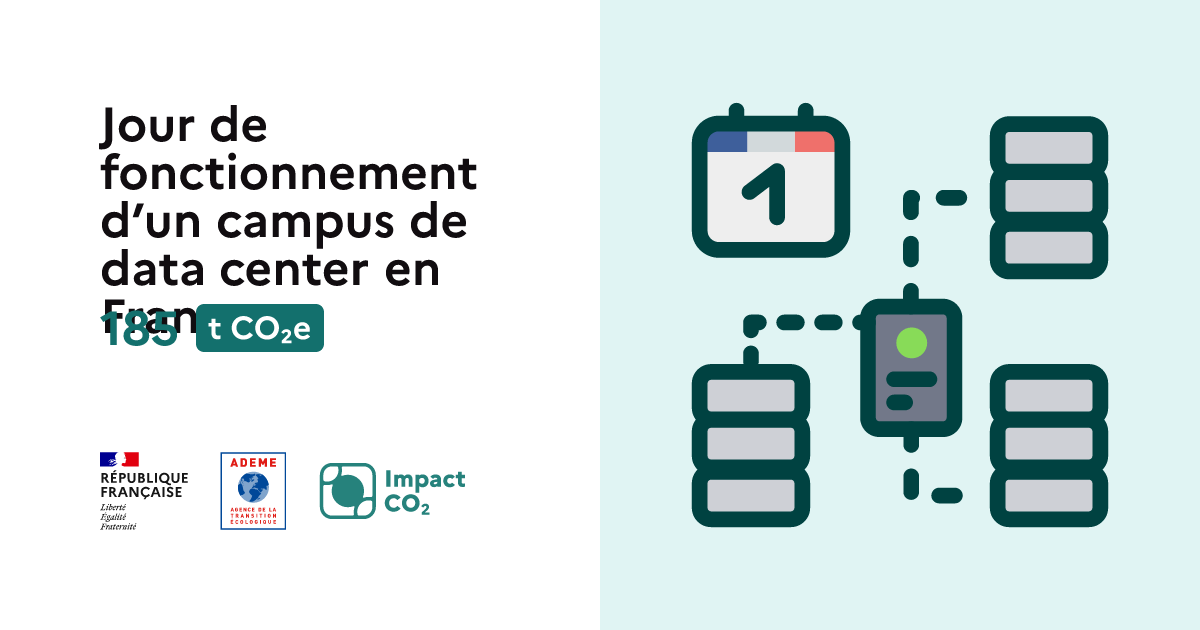 Jour de
fonctionnement
d’un campus de
data center en
Fran
185 t CO₂e
RÉPUBLIQUE
FRANÇAISE
Liberté
Égalité
Fraternité
ADEME
AGENCE DE LA
TRANSITION
ÉCOLOGIQUE
Impact
CO₂
1